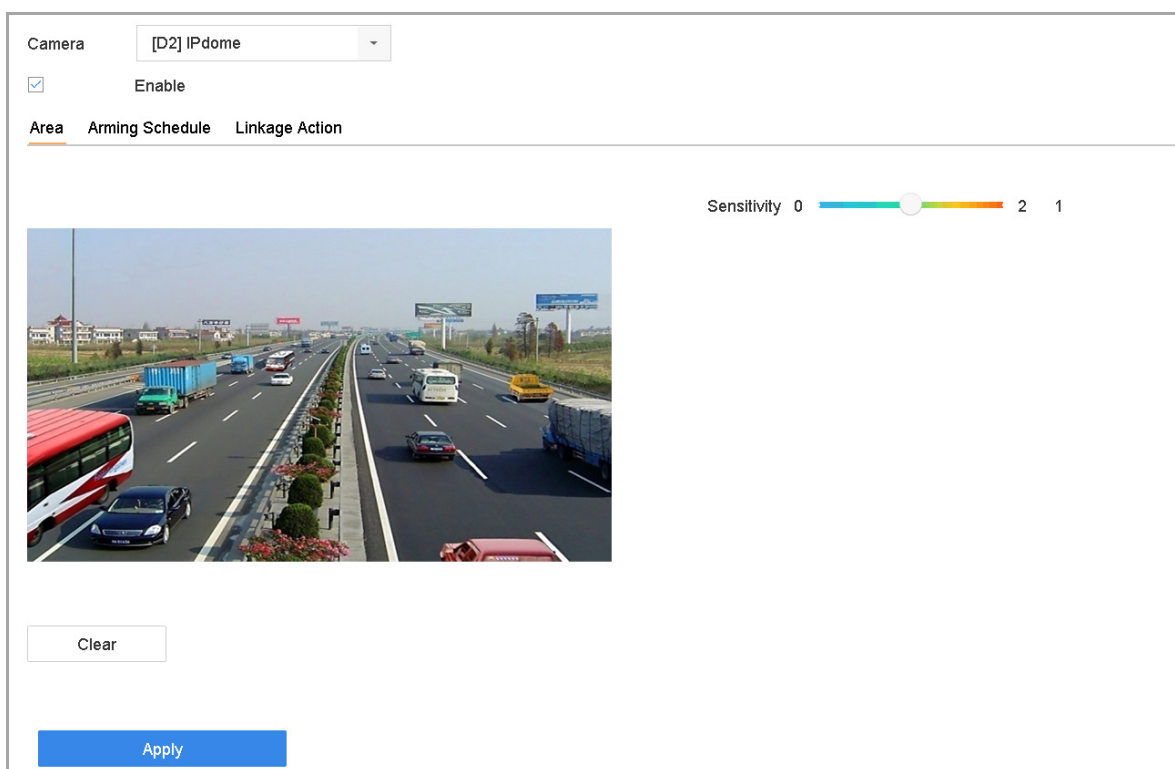 Camera [D2] IPdome
Enable
Area Arming Schedule Linkage Action
Sensitivity 0 2 1
Clear
Apply